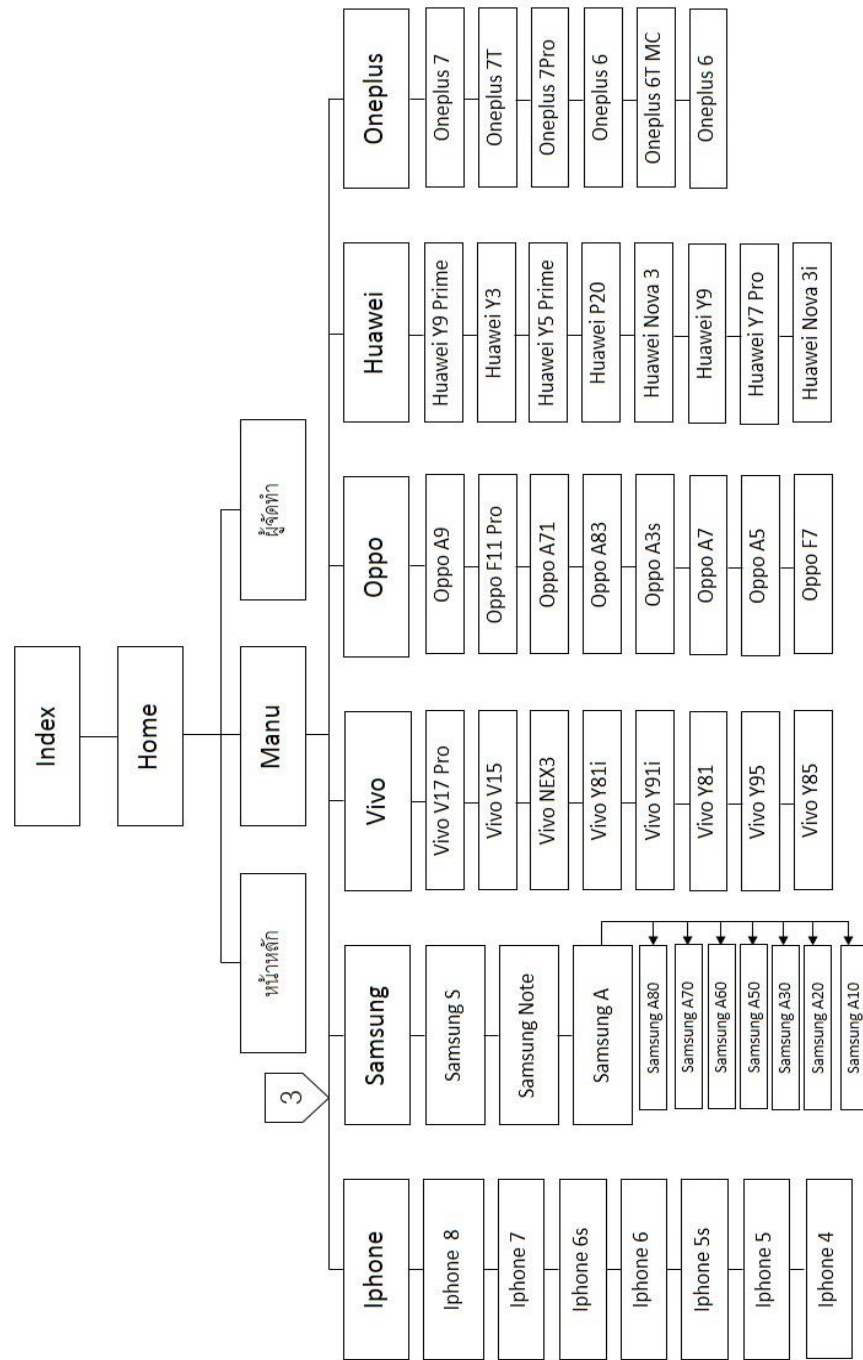 Index
Home
หน้าหลัก
Manu
ผู้จัดทำ
3
Iphone
Iphone 8
Iphone 7
Iphone 6s
Iphone 6
Iphone 5s
Iphone 5
Iphone 4
Samsung
Samsung S
Samsung Note
Samsung A
Samsung A80
Samsung A70
Samsung A60
Samsung A50
Samsung A30
Samsung A20
Samsung A10
Vivo
Vivo V17 Pro
Vivo V15
Vivo NEX3
Vivo Y81i
Vivo Y91i
Vivo Y81
Vivo Y95
Vivo Y85
Oppo
Oppo A9
Oppo F11 Pro
Oppo A71
Oppo A83
Oppo A3s
Oppo A7
Oppo A5
Oppo F7
Huawei
Huawei Y9 Prime
Huawei Y3
Huawei Y5 Prime
Huawei P20
Huawei Nova 3
Huawei Y9
Huawei Y7 Pro
Huawei Nova 3i
Oneplus
Oneplus 7
Oneplus 7T
Oneplus 7Pro
Oneplus 6
Oneplus 6T MC
Oneplus 6